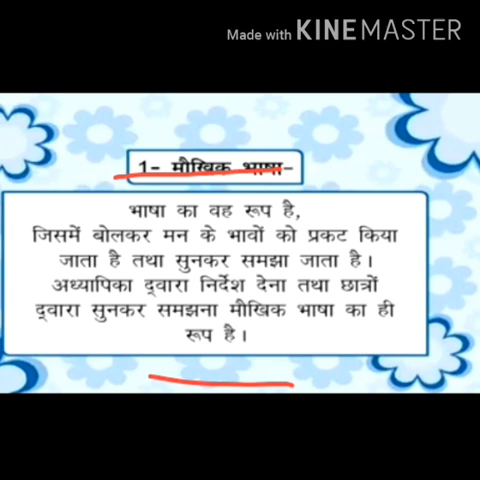 Made with KINEMASTER
1- मौखिक भाषा-
भाषा का वह रूप है,
जिसमें बोलकर मन के भावों को प्रकट किया
जाता है तथा सुनकर समझा जाता है।
अध्यापिका द्वारा निर्देश देना तथा छात्रों
द्वारा सुनकर समझना मौखिक भाषा का ही
रूप है।